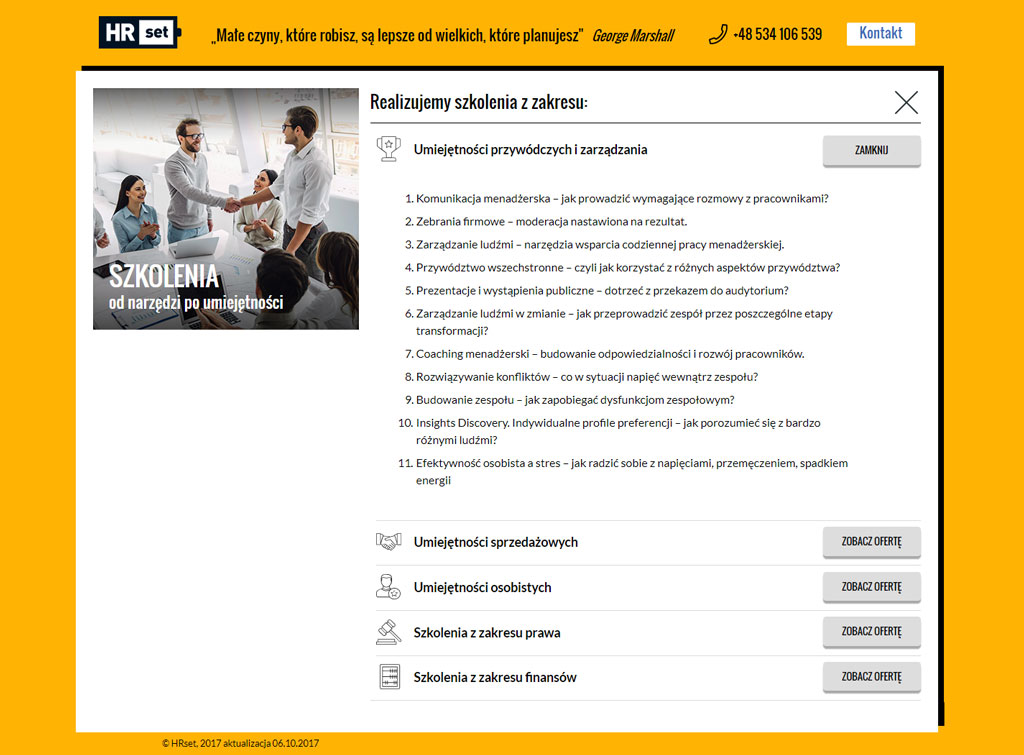 HR set
„Małe czyny, które robisz, są lepsze od wielkich, które planujesz" George Marshall
+48 534 106 539
Kontakt
SZKOLENIA
od narzędzi po umiejętności
Realizujemy szkolenia z zakresu:
Umiejętności przywódczych i zarządzania
ZAMKNIJ
1. Komunikacja menadżerska – jak prowadzić wymagające rozmowy z pracownikami?
2. Zebrania firmowe – moderacja nastawiona na rezultat.
3. Zarządzanie ludźmi – narzędzia wsparcia codziennej pracy menadżerskiej.
4. Przywództwo wszechstronne – czyli jak korzystać z różnych aspektów przywództwa?
5. Prezentacje i wystąpienia publiczne – dotrzeć z przekazem do audytorium?
6. Zarządzanie ludźmi w zmianie – jak przeprowadzić zespół przez poszczególne etapy
transformacji?
7. Coaching menadżerski – budowanie odpowiedzialności i rozwój pracowników.
8. Rozwiązywanie konfliktów – co w sytuacji napięć wewnątrz zespołu?
9. Budowanie zespołu – jak zapobiegać dysfunkcjom zespołowym?
10. Insights Discovery. Indywidualne profile preferencji – jak porozumieć się z bardzo
różnymi ludźmi?
11. Efektywność osobista a stres – jak radzić sobie z napięciami, przemęczeniem, spadkiem
energii
Umiejętności sprzedażowych
ZOBACZ OFERTĘ
Umiejętności osobistych
ZOBACZ OFERTĘ
Szkolenia z zakresu prawa
ZOBACZ OFERTĘ
Szkolenia z zakresu finansów
ZOBACZ OFERTĘ
© HRset, 2017 aktualizacja 06.10.2017